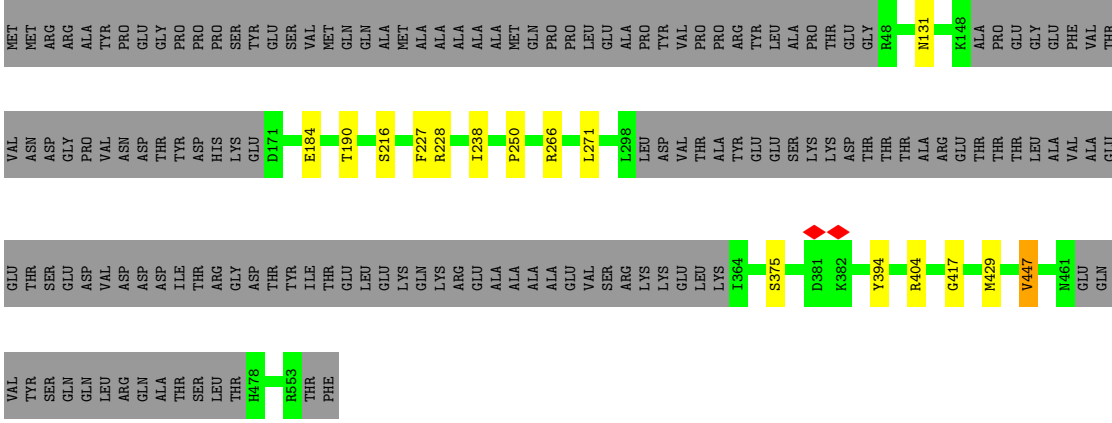 MET MET ARG ARG ALA TYR PRO GLU GLY PRO PRO PRO SER TYR GLU SER VAL MET GLN GLN ALA MET ALA ALA ALA ALA ALA MET GLN PRO PRO LEU GLU ALA PRO TYR VAL PRO PRO ARG TYR LEU ALA PRO THR GLU GLY R48 N131 K148 ALA PRO GLU GLY GLU PHE VAL THR
VAL ASN ASP GLY PRO VAL ASN ASP THR TYR ASP HIS LYS GLU D171 E184 T190 S216 F227 R228 I238 P250 R266 L271 L298 LEU ASP VAL THR ALA TYR GLU GLU SER LYS LYS ASP THR THR THR ALA ARG GLU THR THR THR LEU ALA VAL ALA GLU
GLU THR SER GLU ASP VAL ASP ASP ASP ILE THR ARG GLY ASP THR TYR ILE THR GLU LEU GLU LYS GLN LYS ARG GLU ALA ALA ALA ALA GLU VAL SER ARG LYS LYS GLU LEU LYS I364 S375 D381 K382 Y394 R404 G417 M429 V447 N461 GLU GLN
VAL TYR SER GLN GLN LEU ARG GLN ALA THR SER LEU THR H478 R553 THR PHE